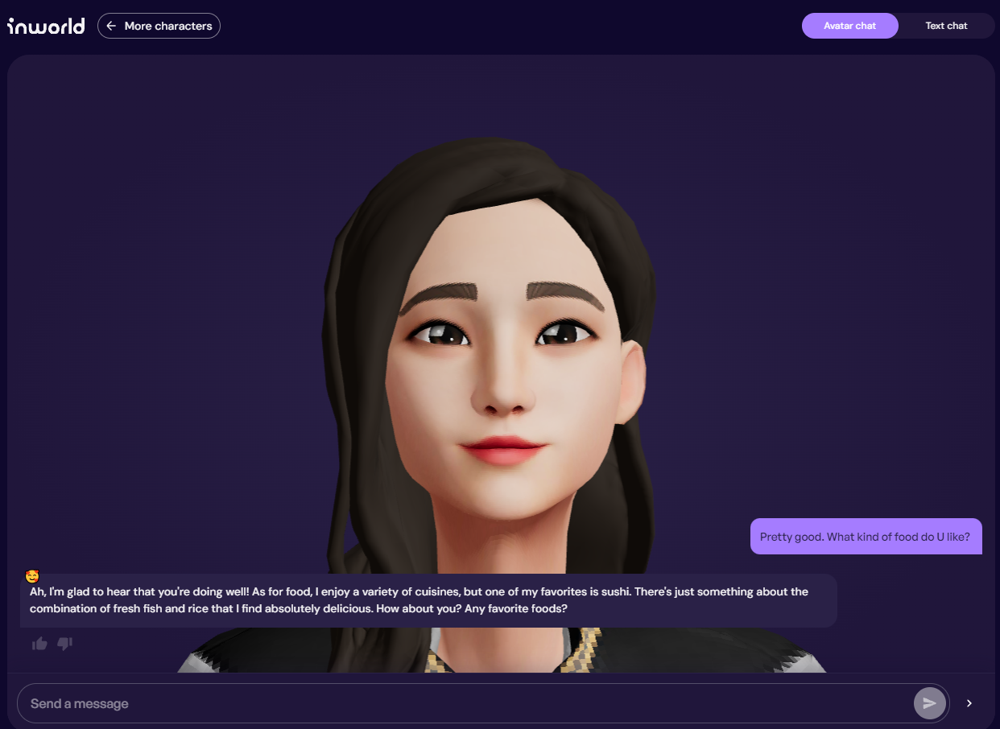 inworld
More characters
Avatar chat
Text chat
Pretty good. What kind of food do U like?
Ah, I'm glad to hear that you're doing well! As for food, I enjoy a variety of cuisines, but one of my favorites is sushi. There's just something about the
combination of fresh fish and rice that I find absolutely delicious. How about you? Any favorite foods?
Send a message